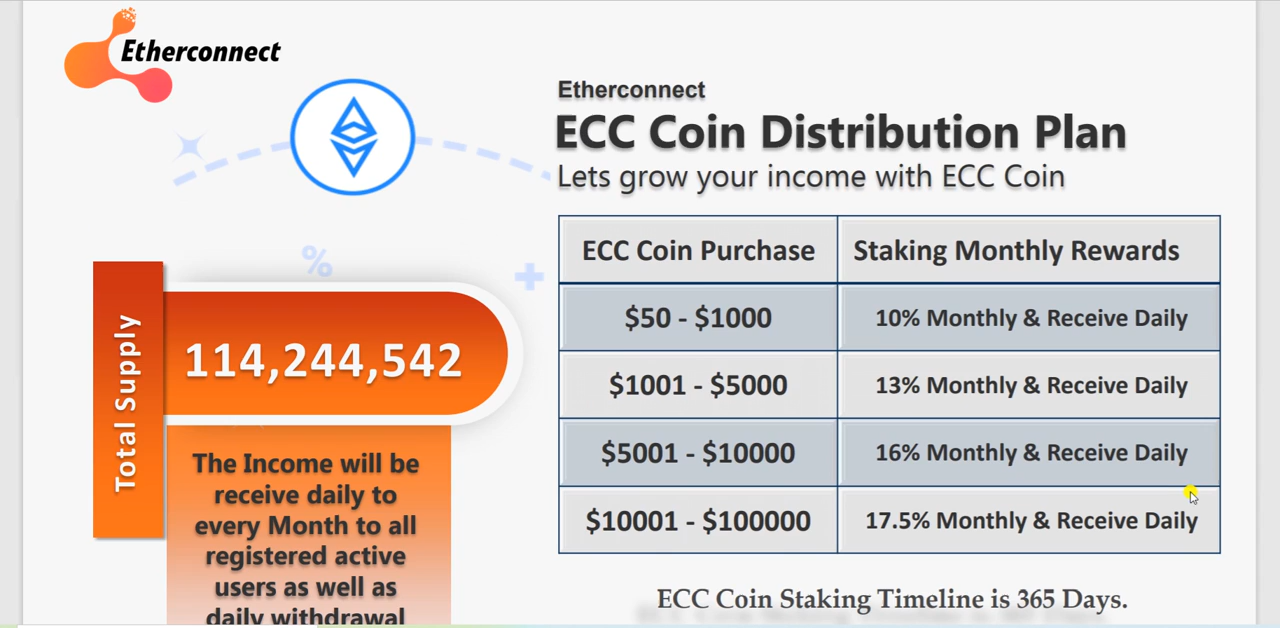 Etherconnect
Etherconnect
ECC Coin Distribution Plan
Lets grow your income with ECC Coin
ECC Coin Purchase Staking Monthly Rewards
$50 - $1000 10% Monthly & Receive Daily
$1001 - $5000 13% Monthly & Receive Daily
$5001 - $10000 16% Monthly & Receive Daily
$10001 - $100000 17.5% Monthly & Receive Daily
ECC Coin Staking Timeline is 365 Days.
%
Total Supply
114,244,542
The Income will be
receive daily to
every Month to all
registered active
users as well as
daily withdrawal